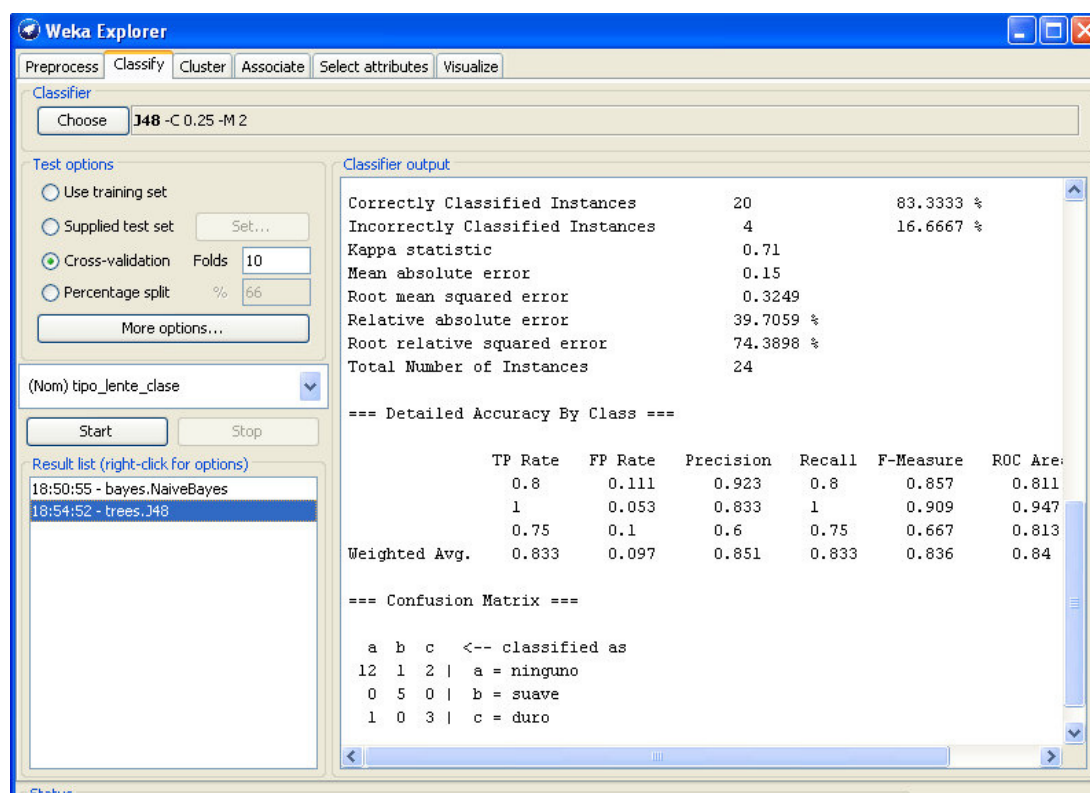 Weka Explorer
Preprocess Classify Cluster Associate Select attributes Visualize
Classifier
Choose J48 -C 0.25 -M 2
Test options
Use training set
Supplied test set Set...
Cross-validation Folds 10
Percentage split % 66
More options...
(Nom) tipo_lente_clase
Start Stop
Result list (right-click for options)
18:50:55 - bayes.NaiveBayes
18:54:52 - trees.J48
Classifier output
Correctly Classified Instances 20 83.3333 %
Incorrectly Classified Instances 4 16.6667 %
Kappa statistic 0.71
Mean absolute error 0.15
Root mean squared error 0.3249
Relative absolute error 39.7059 %
Root relative squared error 74.3898 %
Total Number of Instances 24
=== Detailed Accuracy By Class ===
TP Rate FP Rate Precision Recall F-Measure ROC Are
0.8 0.111 0.923 0.8 0.857 0.811
1 0.053 0.833 1 0.909 0.947
0.75 0.1 0.6 0.75 0.667 0.813
Weighted Avg. 0.833 0.097 0.851 0.833 0.836 0.84
=== Confusion Matrix ===
a b c <-- classified as
12 1 2 | a = ninguno
0 5 0 | b = suave
1 0 3 | c = duro
Status